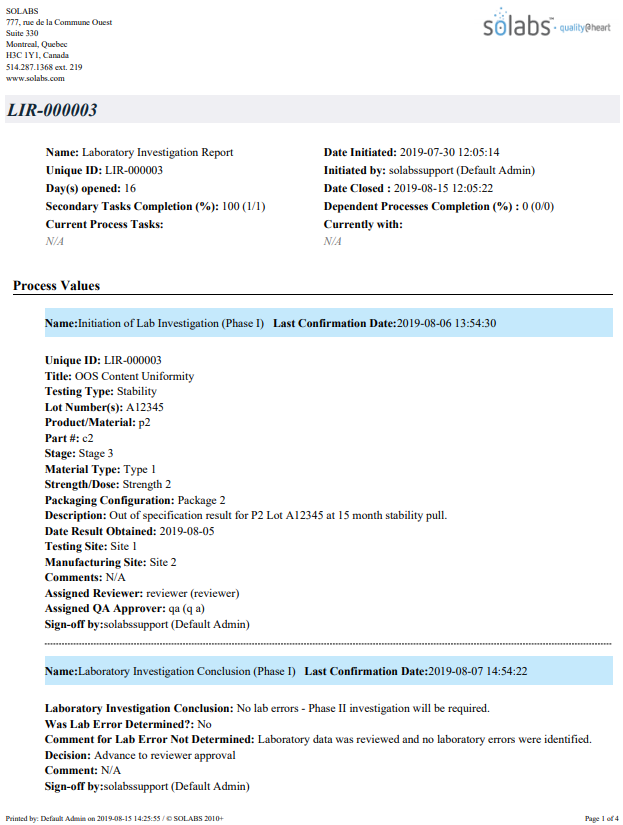 SOLABS
777, rue de la Commune Ouest
Suite 330
Montreal, Quebec
H3C 1Y1, Canada
514.287.1368 ext. 219
www.solabs.com
solabs™ - quality@heart
LIR-000003
Name: Laboratory Investigation Report
Unique ID: LIR-000003
Day(s) opened: 16
Secondary Tasks Completion (%): 100 (1/1)
Current Process Tasks:
N/A
Date Initiated: 2019-07-30 12:05:14
Initiated by: solabssupport (Default Admin)
Date Closed : 2019-08-15 12:05:22
Dependent Processes Completion (%) : 0 (0/0)
Currently with:
N/A
Process Values
Name:Initiation of Lab Investigation (Phase I) Last Confirmation Date:2019-08-06 13:54:30
Unique ID: LIR-000003
Title: OOS Content Uniformity
Testing Type: Stability
Lot Number(s): A12345
Product/Material: p2
Part #: c2
Stage: Stage 3
Material Type: Type 1
Strength/Dose: Strength 2
Packaging Configuration: Package 2
Description: Out of specification result for P2 Lot A12345 at 15 month stability pull.
Date Result Obtained: 2019-08-05
Testing Site: Site 1
Manufacturing Site: Site 2
Comments: N/A
Assigned Reviewer: reviewer (reviewer)
Assigned QA Approver: qa (q a)
Sign-off by:solabssupport (Default Admin)
Name:Laboratory Investigation Conclusion (Phase I) Last Confirmation Date:2019-08-07 14:54:22
Laboratory Investigation Conclusion: No lab errors - Phase II investigation will be required.
Was Lab Error Determined?: No
Comment for Lab Error Not Determined: Laboratory data was reviewed and no laboratory errors were identified.
Decision: Advance to reviewer approval
Comment: N/A
Sign-off by:solabssupport (Default Admin)
Printed by: Default Admin on 2019-08-15 14:25:55 / © SOLABS 2010+
Page 1 of 4